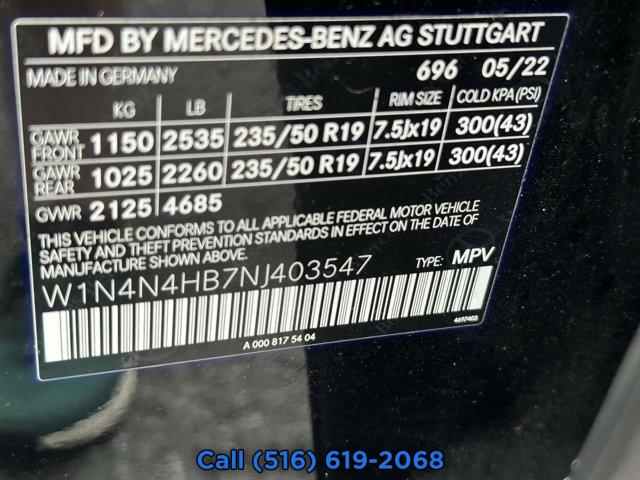 MFD BY MERCEDES-BENZ AG STUTTGART
MADE IN GERMANY 696 05/22
KG LB TIRES RIM SIZE COLD KPA(PSI)
GAWR FRONT 1150 2535 235/50 R19 7.5Jx19 300(43)
GAWR REAR 1025 2260 235/50 R19 7.5Jx19 300(43)
GVWR 2125 4685
THIS VEHICLE CONFORMS TO ALL APPLICABLE FEDERAL MOTOR VEHICLE
SAFETY AND THEFT PREVENTION STANDARDS IN EFFECT ON THE
DATE OF MANUFACTURE SHOWN ABOVE.
W1N4N4HB7NJ403547 TYPE: MPV
4697403
A 000 817 54 04
Call (516) 619-2068